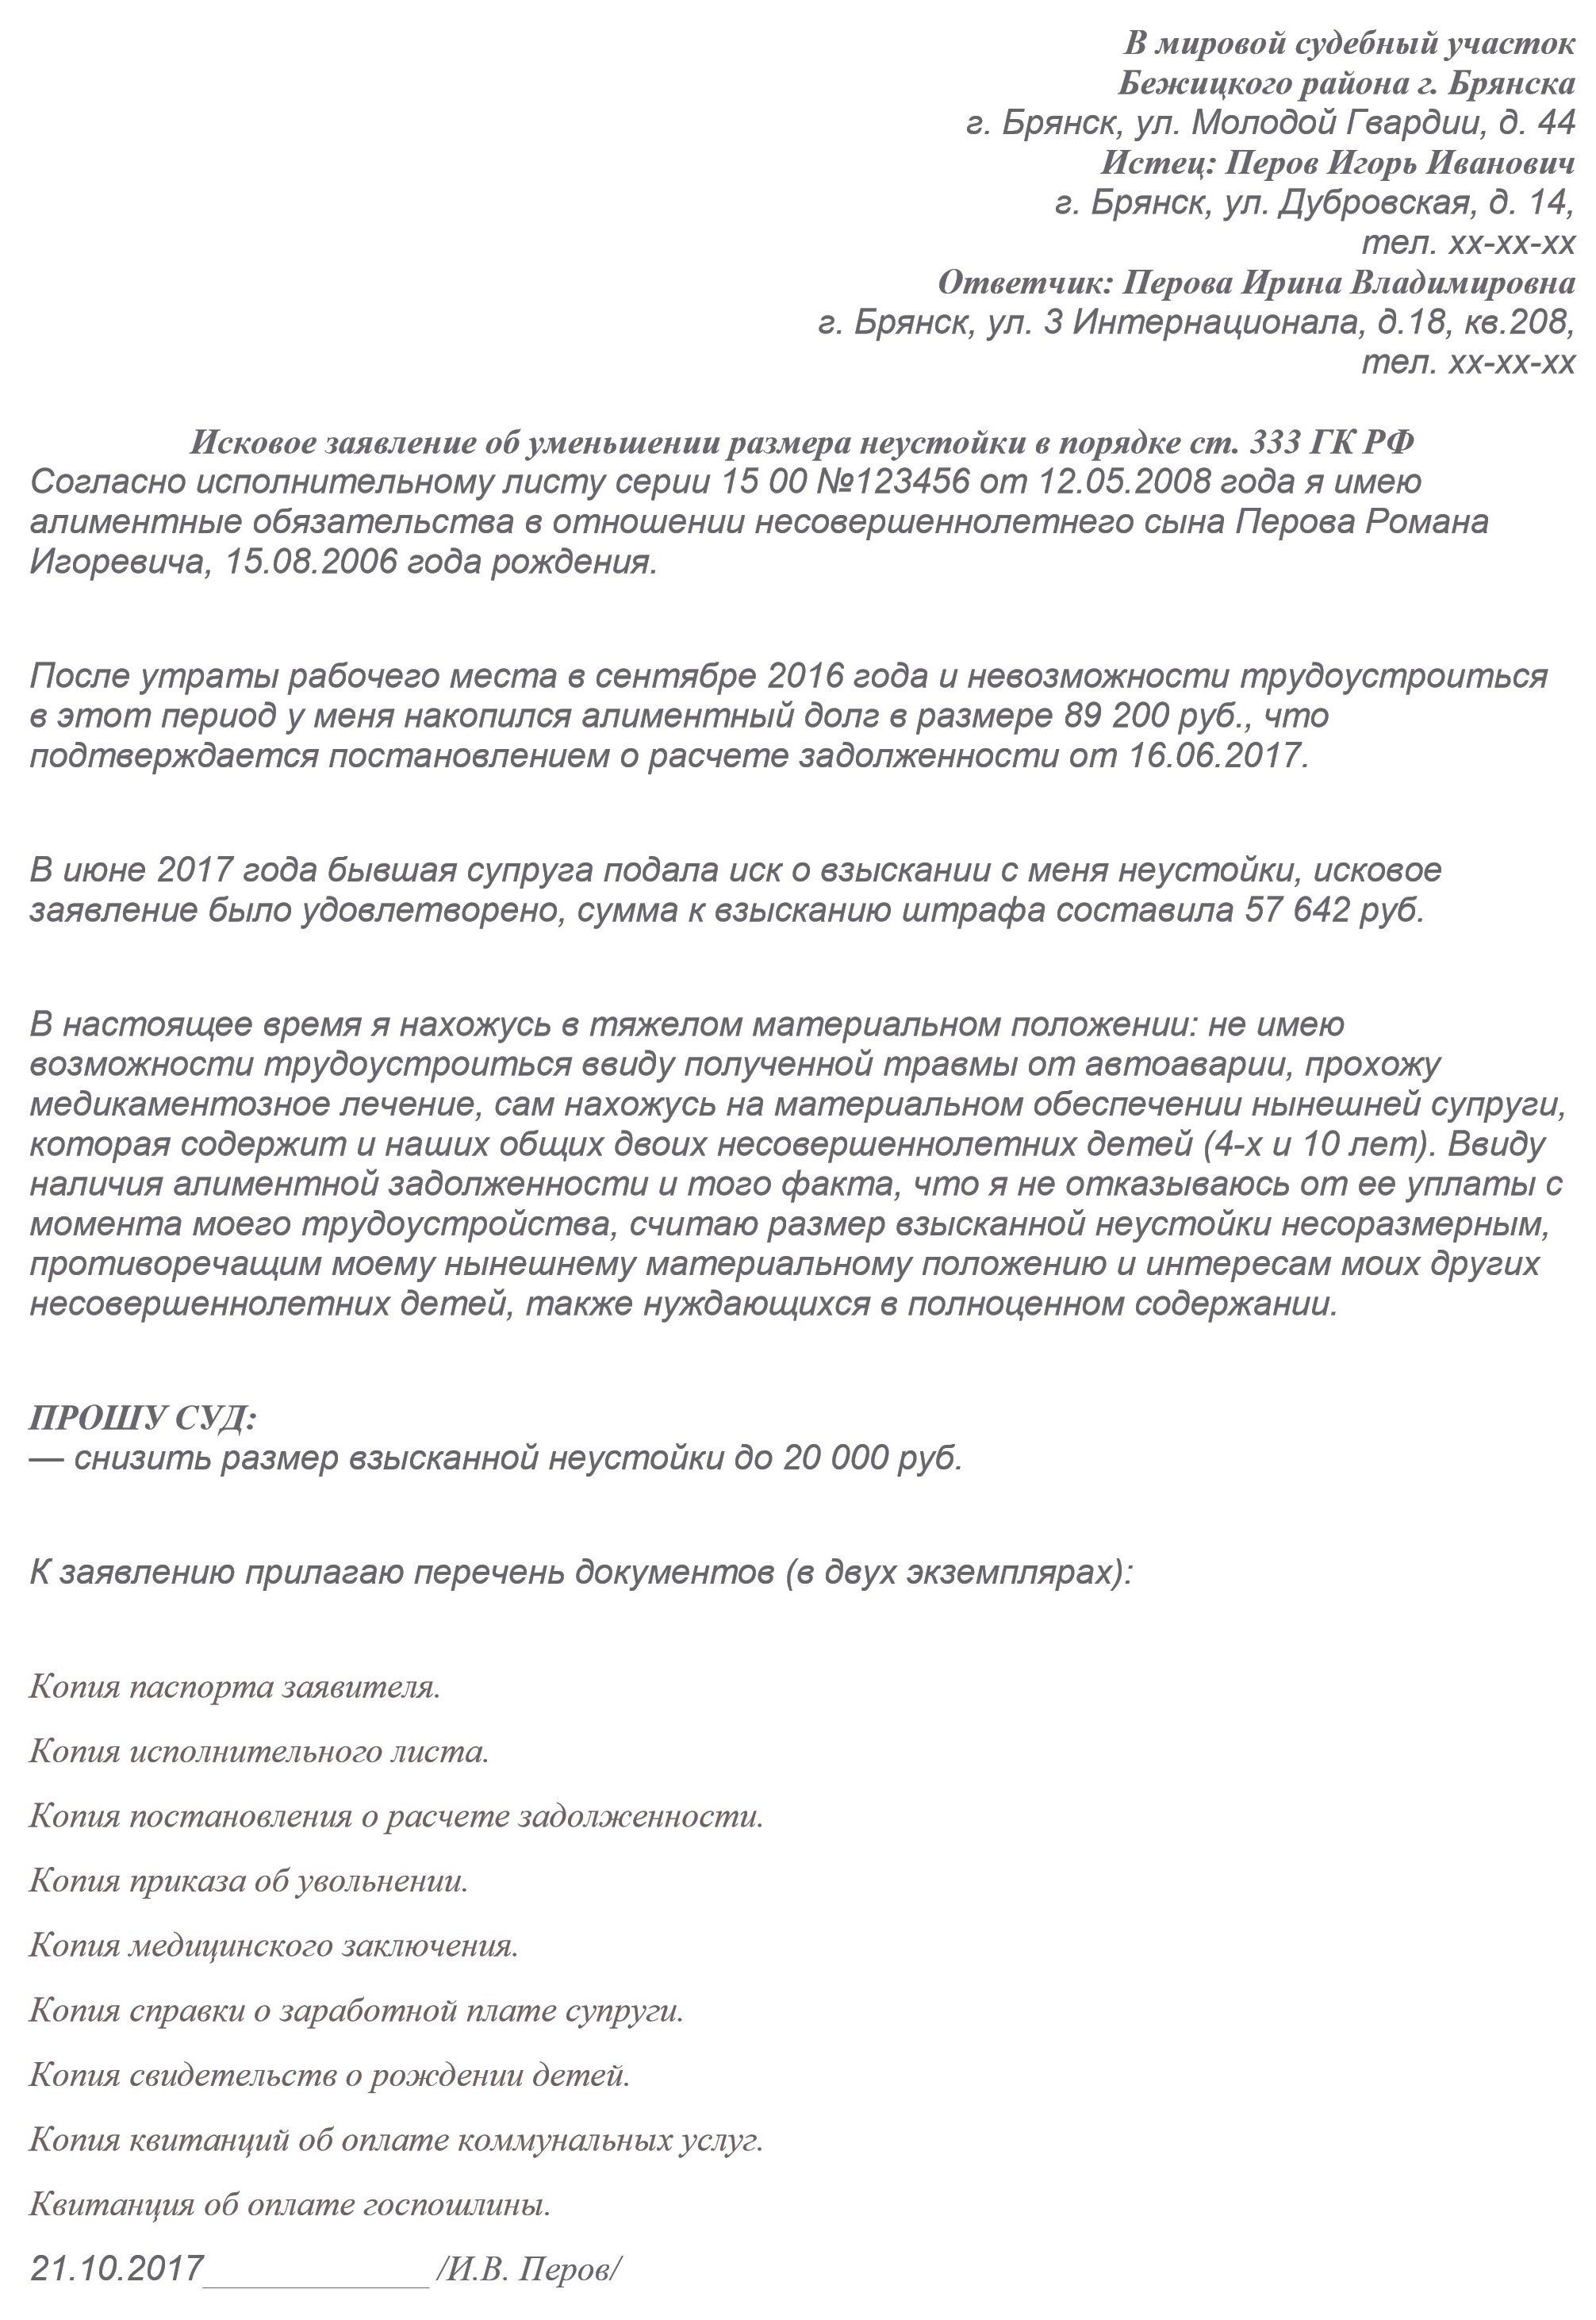 В мировой судебный участок
Бежицкого района г. Брянска
г. Брянск, ул. Молодой Гвардии, д. 44
Истец: Перов Игорь Иванович
г. Брянск, ул. Дубровская, д. 14,
тел. хх-хх-хх
Ответчик: Перова Ирина Владимировна
г. Брянск, ул. 3 Интернационала, д.18, кв.208,
тел. хх-хх-хх
Исковое заявление об уменьшении размера неустойки в порядке ст. 333 ГК РФ
Согласно исполнительному листу серии 15 00 №123456 от 12.05.2008 года я имею
алиментные обязательства в отношении несовершеннолетнего сына Перова Романа
Игоревича, 15.08.2006 года рождения.
После утраты рабочего места в сентябре 2016 года и невозможности трудоустроиться
в этот период у меня накопился алиментный долг в размере 89 200 руб., что
подтверждается постановлением о расчете задолженности от 16.06.2017.
В июне 2017 года бывшая супруга подала иск о взыскании с меня неустойки, исковое
заявление было удовлетворено, сумма к взысканию штрафа составила 57 642 руб.
В настоящее время я нахожусь в тяжелом материальном положении: не имею
возможности трудоустроиться ввиду полученной травмы от автоаварии, прохожу
медикаментозное лечение, сам нахожусь на материальном обеспечении нынешней супруги,
которая содержит и наших общих двоих несовершеннолетних детей (4-х и 10 лет). Ввиду
наличия алиментной задолженности и того факта, что я не отказываюсь от ее уплаты с
момента моего трудоустройства, считаю размер взысканной неустойки несоразмерным,
противоречащим моему нынешнему материальному положению и интересам моих других
несовершеннолетних детей, также нуждающихся в полноценном содержании.
ПРОШУ СУД:
— снизить размер взысканной неустойки до 20 000 руб.
К заявлению прилагаю перечень документов (в двух экземплярах):
Копия паспорта заявителя.
Копия исполнительного листа.
Копия постановления о расчете задолженности.
Копия приказа об увольнении.
Копия медицинского заключения.
Копия справки о заработной плате супруги.
Копия свидетельств о рождении детей.
Копия квитанций об оплате коммунальных услуг.
Квитанция об оплате госпошлины.
21.10.2017____________ /И.В. Перов/